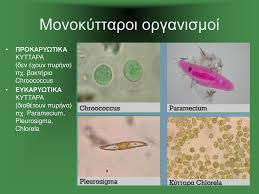 Μονοκύτταροι οργανισμοί
• ΠΡΟΚΑΡΥΩΤΙΚΑ
ΚΥΤΤΑΡΑ
(δεν έχουν πυρήνα)
πχ. βακτήριο
Chroococcus
• ΕΥΚΑΡΥΩΤΙΚΑ
ΚΥΤΤΑΡΑ
(διαθέτουν πυρήνα)
πχ. Paramecium,
Pleurosigma,
Chlorela
Chroococcus
Paramecium
Pleurosigma
Κύτταρα Chlorela